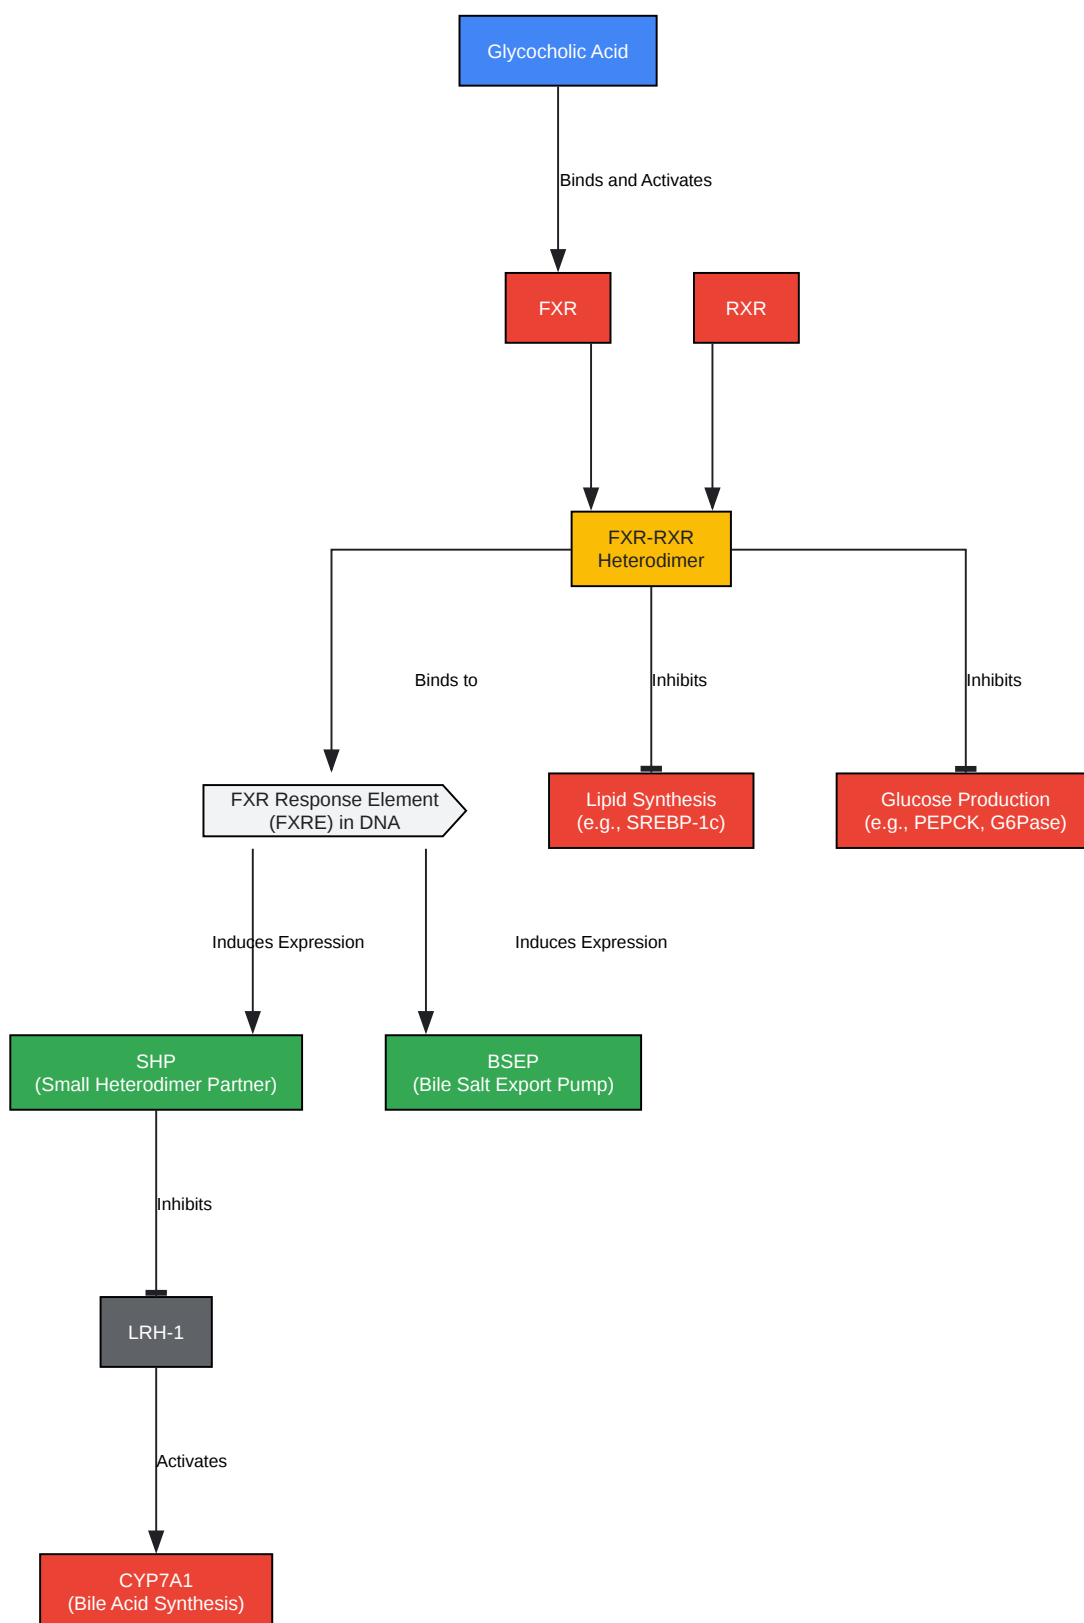 Glycocholic Acid
Binds and Activates
FXR
RXR
FXR-RXR
Heterodimer
Binds to
Inhibits
Inhibits
FXR Response Element
(FXRE) in DNA
Lipid Synthesis
(e.g., SREBP-1c)
Glucose Production
(e.g., PEPCK, G6Pase)
Induces Expression
Induces Expression
SHP
(Small Heterodimer Partner)
BSEP
(Bile Salt Export Pump)
Inhibits
LRH-1
Activates
CYP7A1
(Bile Acid Synthesis)